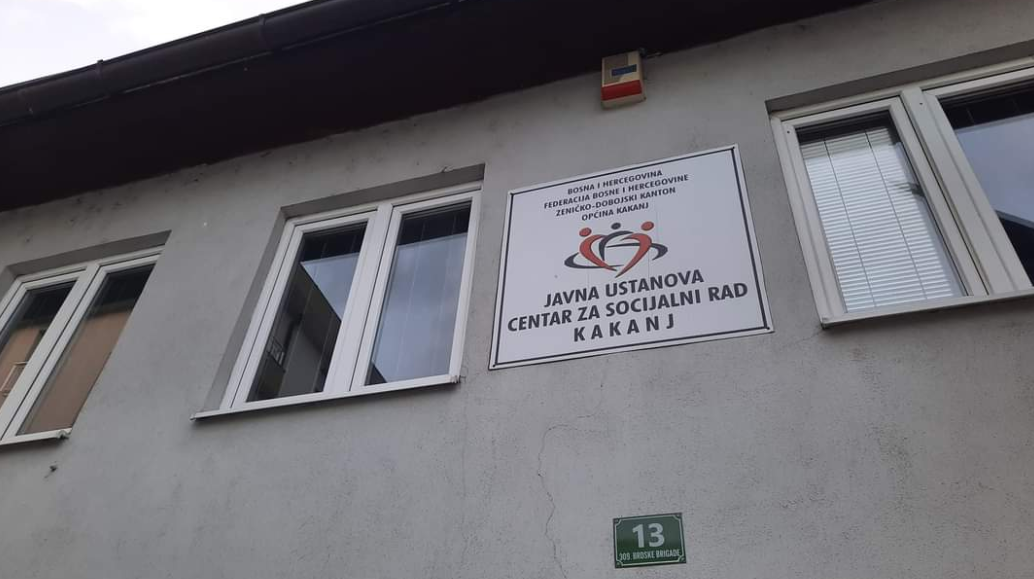 BOSNA I HERCEGOVINA
FEDERACIJA BOSNE I HERCEGOVINE
ZENIČKO-DOBOJSKI KANTON
OPĆINA KAKANJ
JAVNA USTANOVA
CENTAR ZA SOCIJALNI RAD
KAKANJ
13
309. BRDSKE BRIGADE